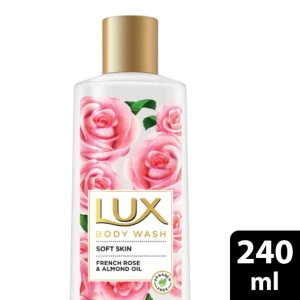 LUX
BODY WASH
SOFT SKIN
FRENCH ROSE
& ALMOND OIL
240
ml